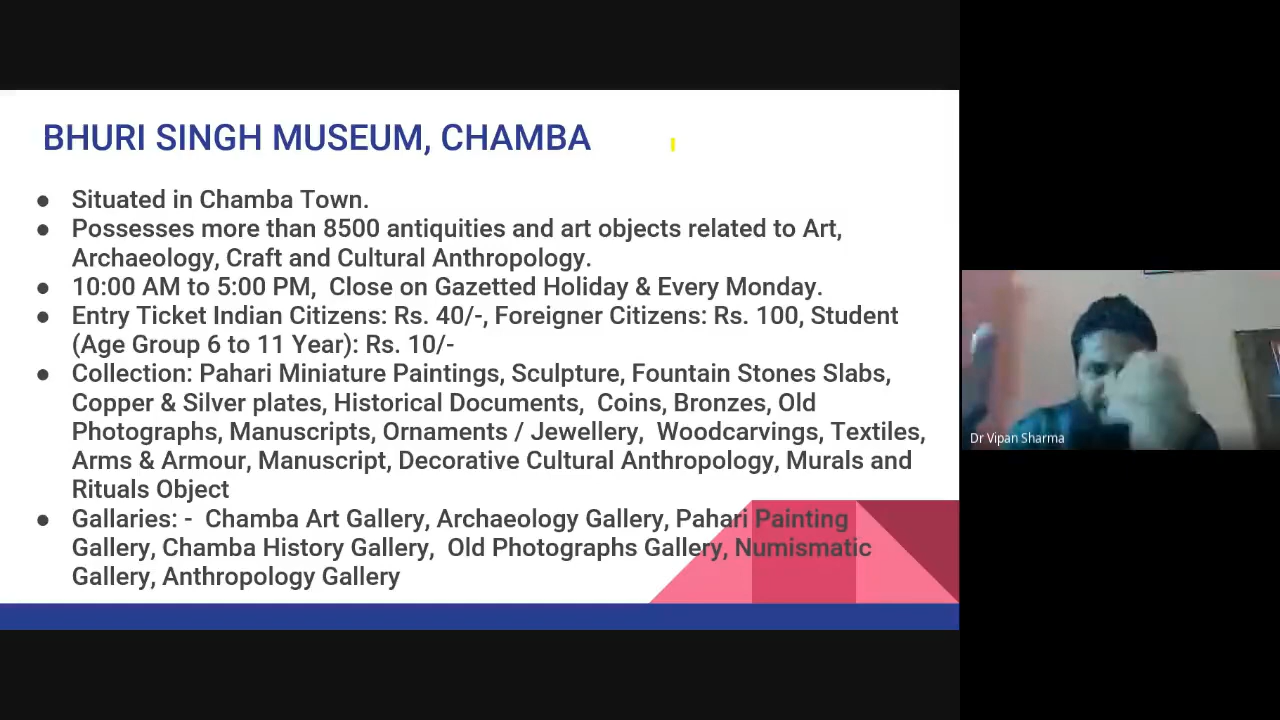 BHURI SINGH MUSEUM, CHAMBA
● Situated in Chamba Town.
● Possesses more than 8500 antiquities and art objects related to Art,
Archaeology, Craft and Cultural Anthropology.
● 10:00 AM to 5:00 PM,  Close on Gazetted Holiday & Every Monday.
● Entry Ticket Indian Citizens: Rs. 40/-, Foreigner Citizens: Rs. 100, Student
(Age Group 6 to 11 Year): Rs. 10/-
● Collection: Pahari Miniature Paintings, Sculpture, Fountain Stones Slabs,
Copper & Silver plates, Historical Documents,  Coins, Bronzes, Old
Photographs, Manuscripts, Ornaments / Jewellery,  Woodcarvings, Textiles,
Arms & Armour, Manuscript, Decorative Cultural Anthropology, Murals and
Rituals Object
● Gallaries: -  Chamba Art Gallery, Archaeology Gallery, Pahari Painting
Gallery, Chamba History Gallery,  Old Photographs Gallery, Numismatic
Gallery, Anthropology Gallery
Dr Vipan Sharma